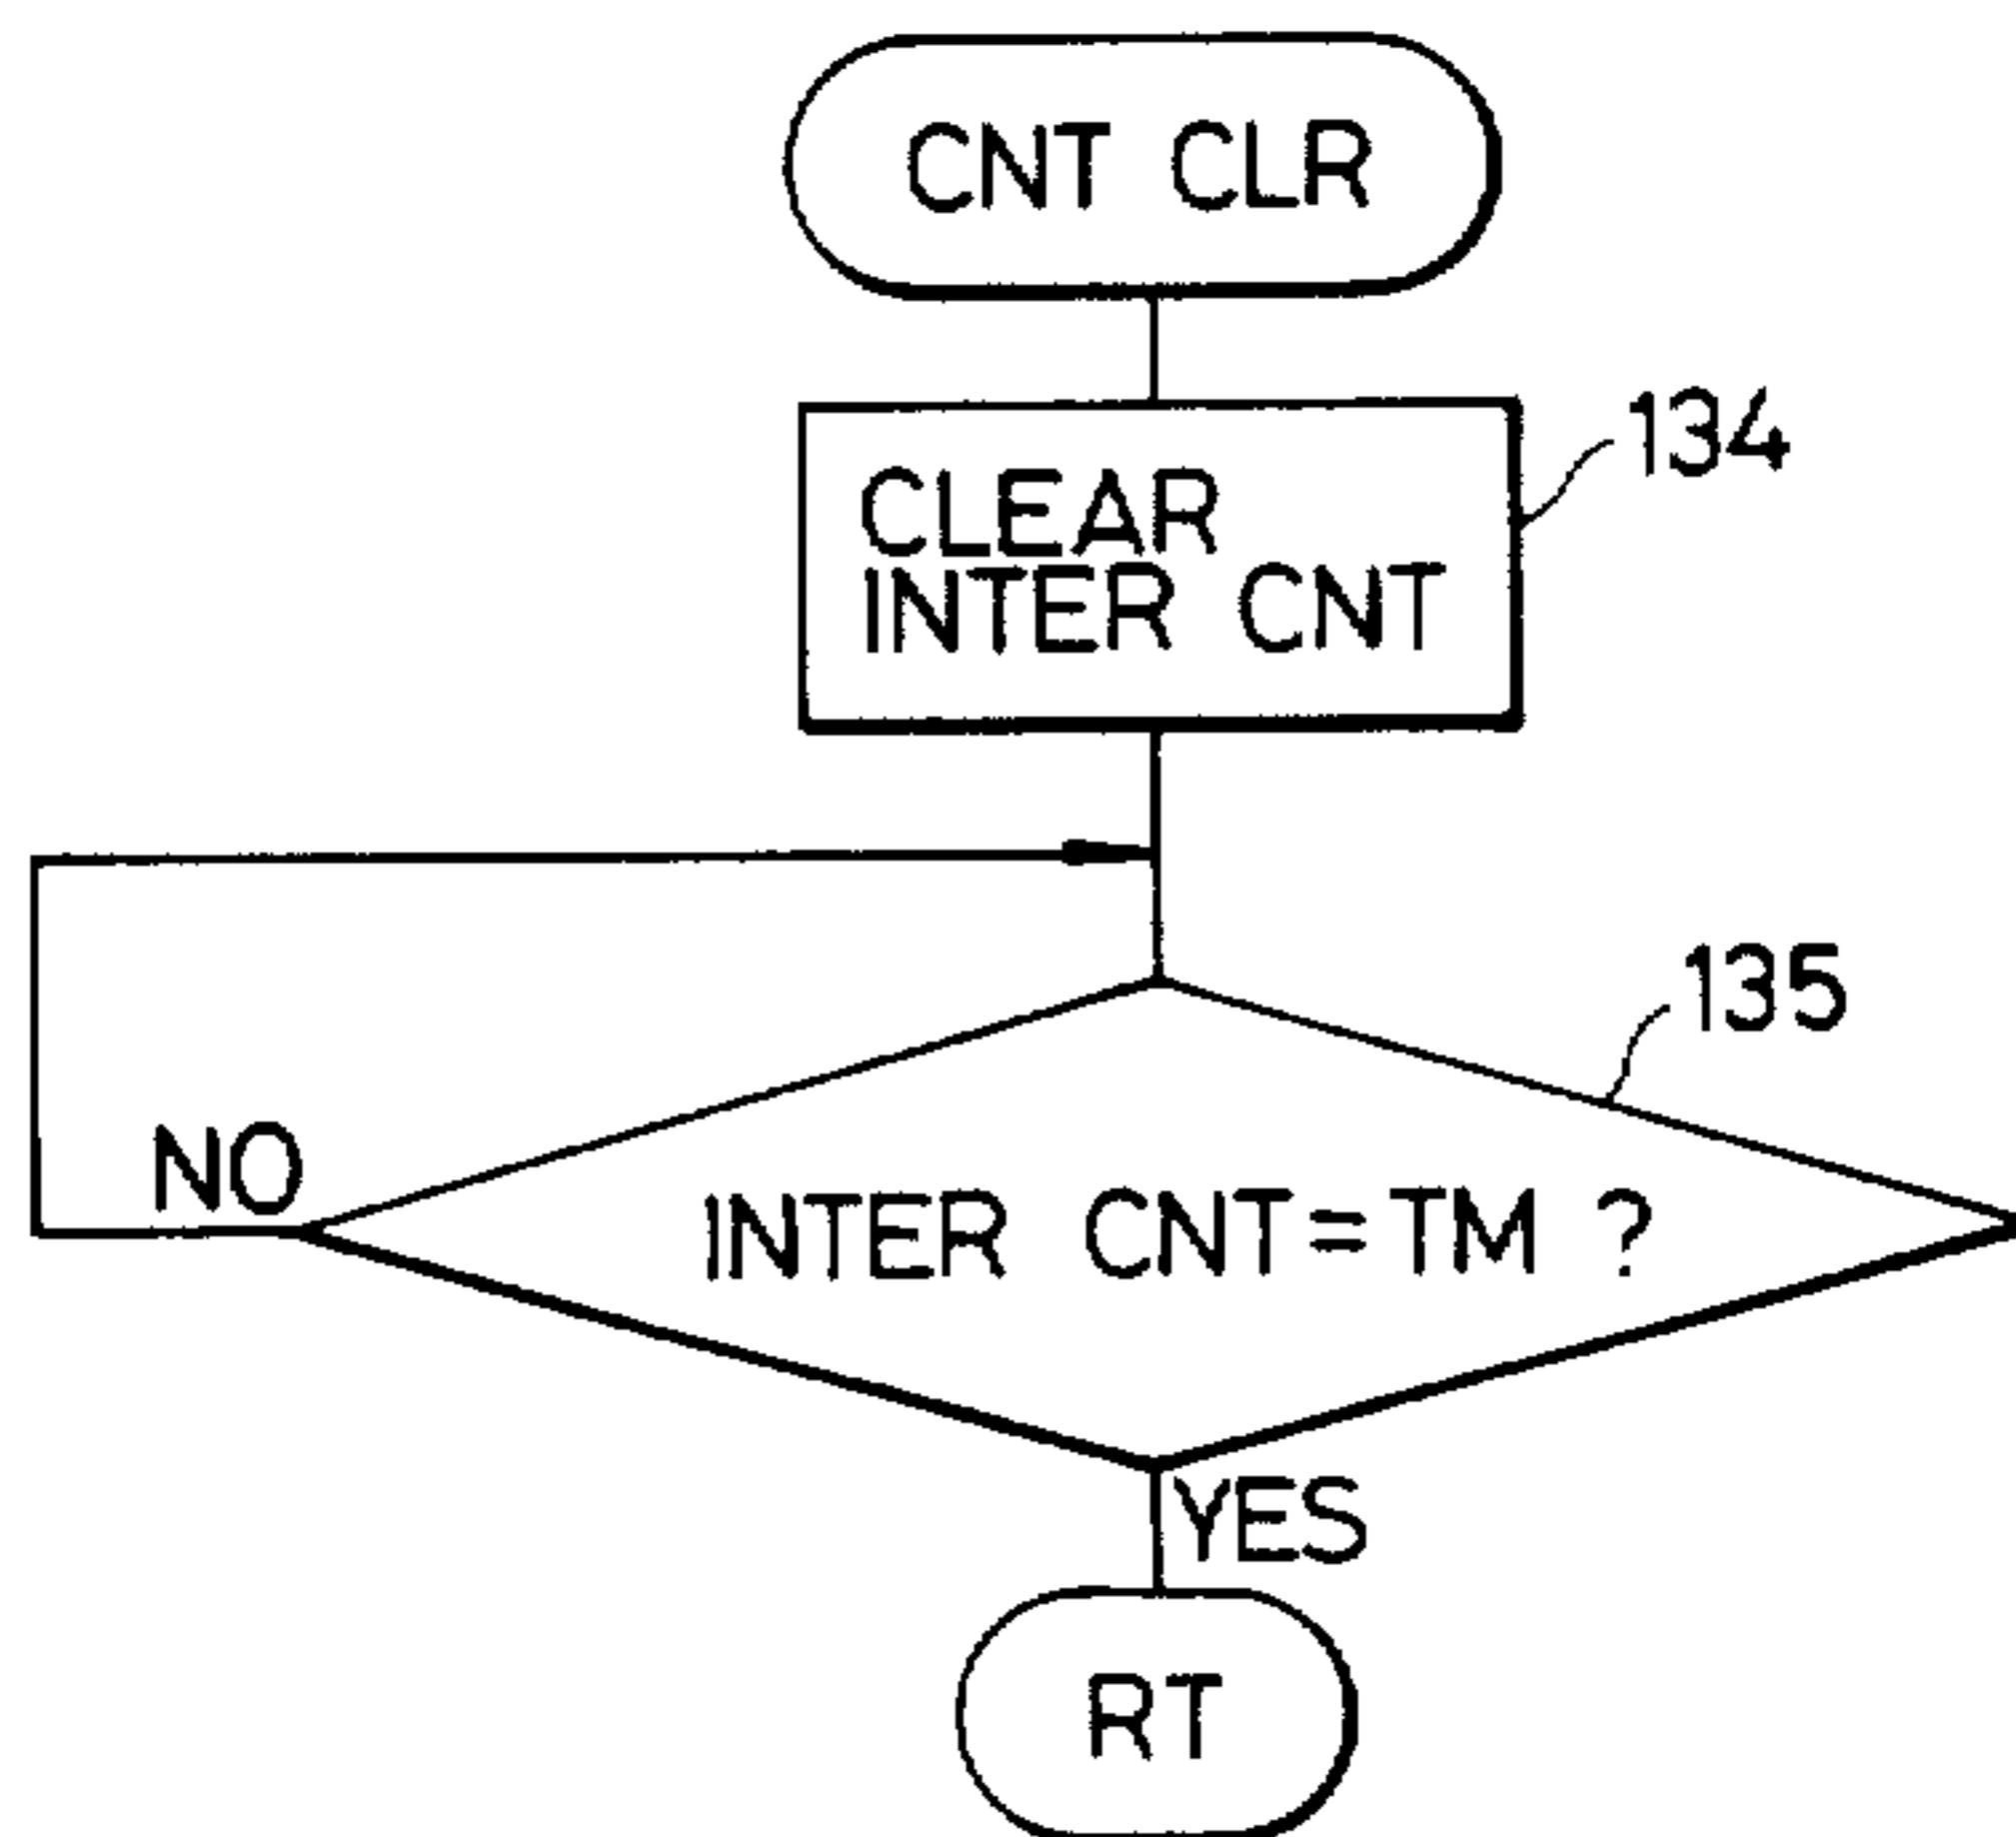 CNT CLR
134
CLEAR
INTER CNT
135
NO
INTER CNT=TM ?
YES
RT